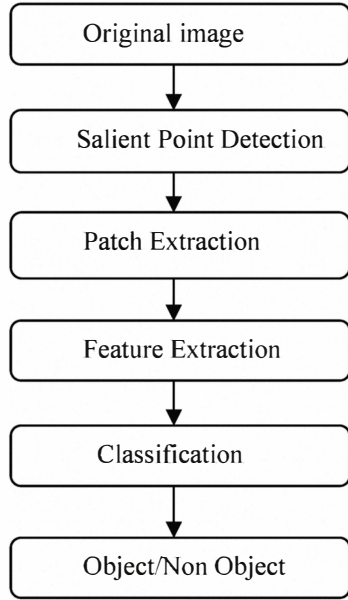 Original image
Salient Point Detection
Patch Extraction
Feature Extraction
Classification
Object/Non Object